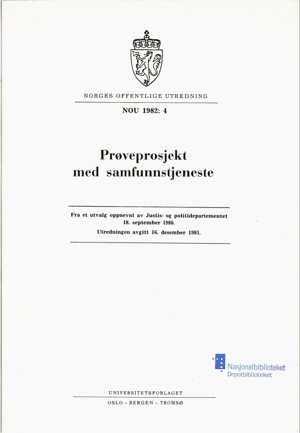 NORGES OFFENTLIGE UTREDNING
NOU 1982: 4
Prøveprosjekt
med samfunnstjeneste
Fra et utvalg oppnevnt av Justis- og politidepartementet
18. september 1980.
Utredningen avgitt 16. desember 1981.
Nasjonalbiblioteket
Depotbiblioteket
UNIVERSITETSFORLAGET
OSLO – BERGEN – TROMSØ